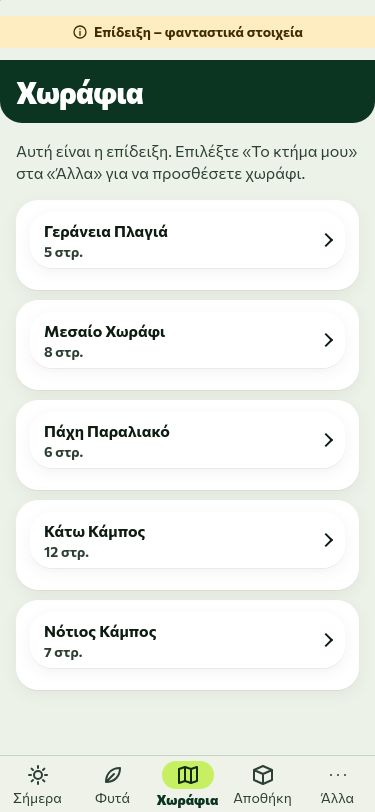 Επίδειξη – φανταστικά στοιχεία
Χωράφια
Αυτή είναι η επίδειξη. Επιλέξτε «Το κτήμα μου»
στα «Άλλα» για να προσθέσετε χωράφι.
Γεράνεια Πλαγιά
5 στρ.
Μεσαίο Χωράφι
8 στρ.
Πάχη Παραλιακό
6 στρ.
Κάτω Κάμπος
12 στρ.
Νότιος Κάμπος
7 στρ.
Σήμερα Φυτά Χωράφια Αποθήκη Άλλα